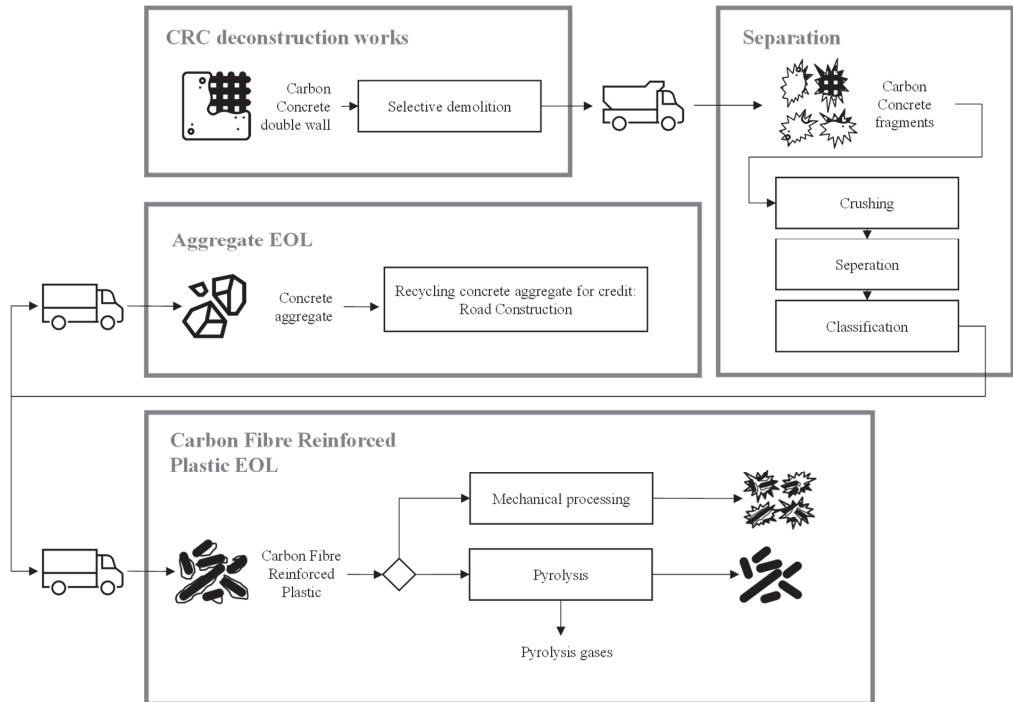 CRC deconstruction works
Carbon
Concrete
double wall
Selective demolition
Separation
Carbon
Concrete
fragments
Crushing
Seperation
Classification
Aggregate EOL
Concrete
aggregate
Recycling concrete aggregate for credit:
Road Construction
Carbon Fibre Reinforced
Plastic EOL
Carbon Fibre
Reinforced
Plastic
Mechanical processing
Pyrolysis
Pyrolysis gases